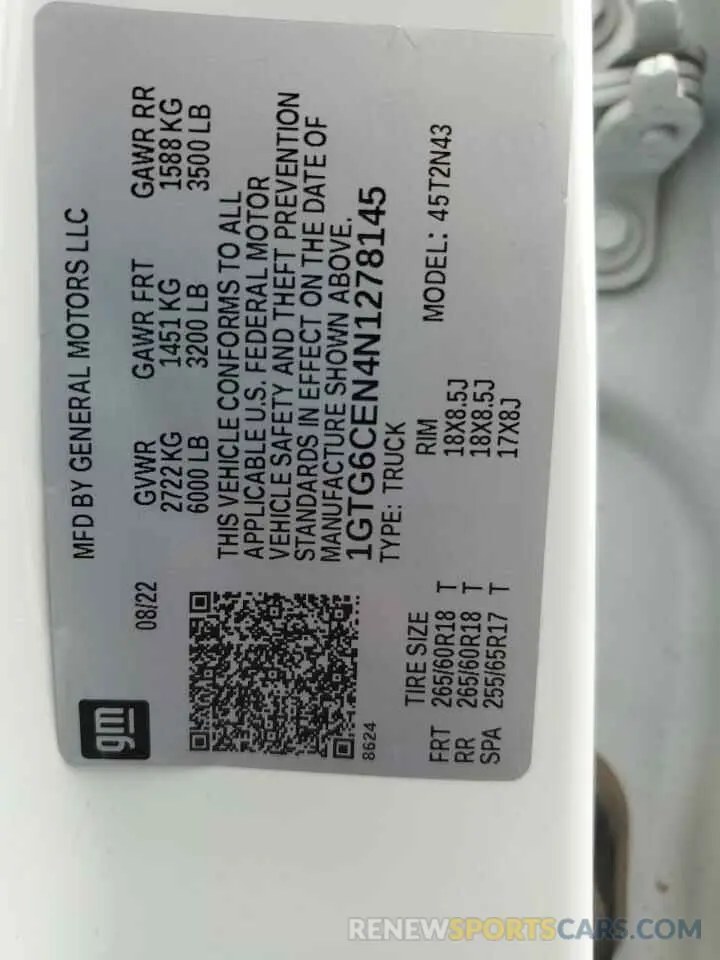 MFD BY GENERAL MOTORS LLC
08/22 GVWR GAWR FRT GAWR RR
2722 KG 1451 KG 1588 KG
6000 LB 3200 LB 3500 LB
THIS VEHICLE CONFORMS TO ALL
APPLICABLE U.S. FEDERAL MOTOR
VEHICLE SAFETY AND THEFT PREVENTION
STANDARDS IN EFFECT ON THE DATE OF
MANUFACTURE SHOWN ABOVE.
1GTG6CEN4N1278145
TYPE: TRUCK
MODEL: 45T2N43
gm
8624
TIRE SIZE RIM
FRT 265/60R18 T 18X8.5J
RR 265/60R18 T 18X8.5J
SPA 255/65R17 T 17X8J
RENEWSPORTSCARS.COM